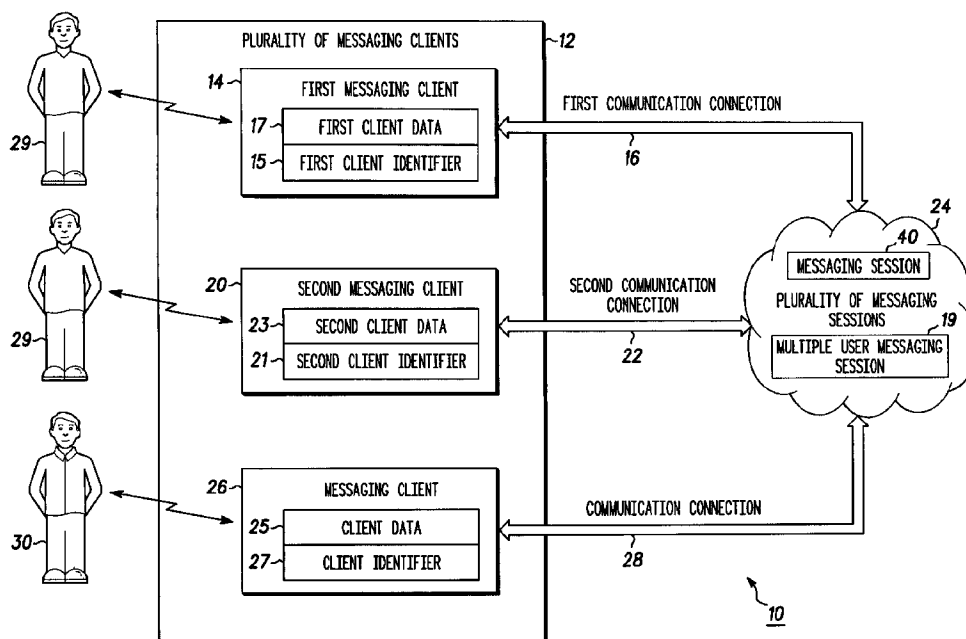 PLURALITY OF MESSAGING CLIENTS
12
14
FIRST MESSAGING CLIENT
17
FIRST CLIENT DATA
15
FIRST CLIENT IDENTIFIER
FIRST COMMUNICATION CONNECTION
16
29
20
SECOND MESSAGING CLIENT
23
SECOND CLIENT DATA
21
SECOND CLIENT IDENTIFIER
SECOND COMMUNICATION
CONNECTION
22
24
40
MESSAGING SESSION
PLURALITY OF MESSAGING
SESSIONS
19
MULTIPLE USER MESSAGING
SESSION
29
26
MESSAGING CLIENT
25
CLIENT DATA
27
CLIENT IDENTIFIER
COMMUNICATION CONNECTION
28
30
10